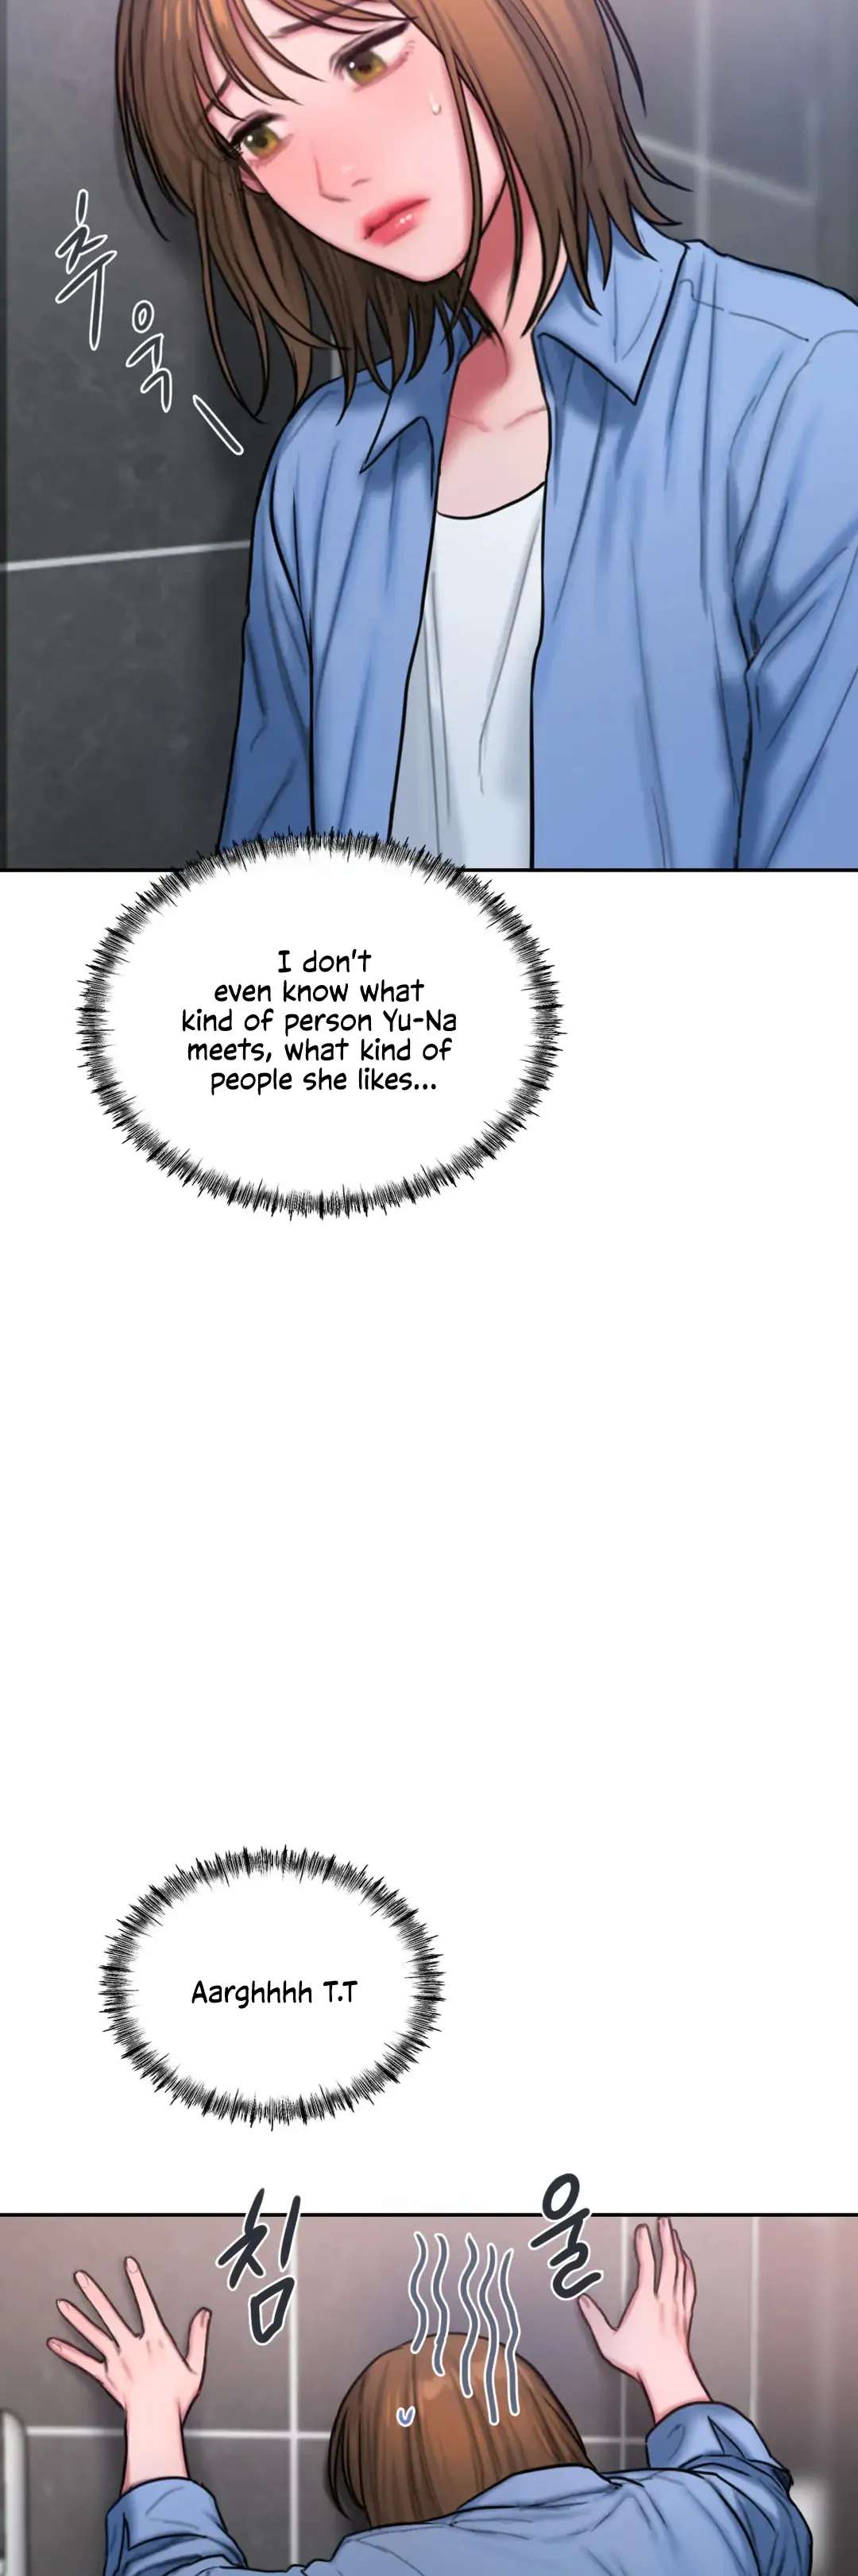 추욱
I don't
even know what
kind of person Yu-Na
meets, what kind of
people she likes...
Aarghhhh T.T
침울